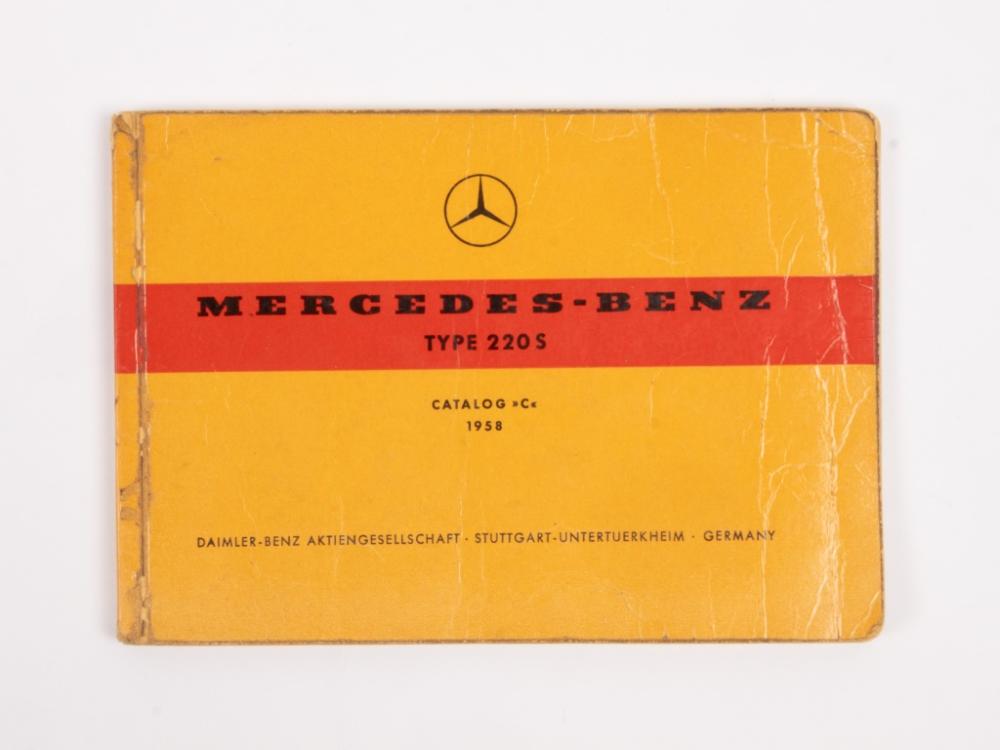 MERCEDES-BENZ
TYPE 220 S
CATALOG »C«
1958
DAIMLER-BENZ AKTIENGESELLSCHAFT · STUTTGART-UNTERTUERKHEIM · GERMANY